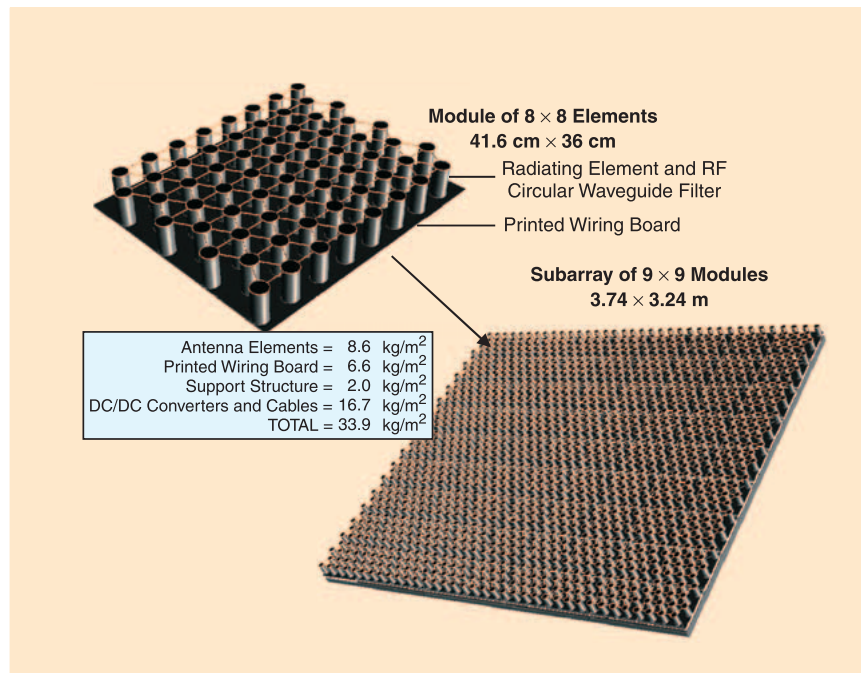 Module of 8 × 8 Elements
41.6 cm × 36 cm
Radiating Element and RF
Circular Waveguide Filter
Printed Wiring Board
Subarray of 9 × 9 Modules
3.74 × 3.24 m
Antenna Elements = 8.6 kg/m²
Printed Wiring Board = 6.6 kg/m²
Support Structure = 2.0 kg/m²
DC/DC Converters and Cables = 16.7 kg/m²
TOTAL = 33.9 kg/m²